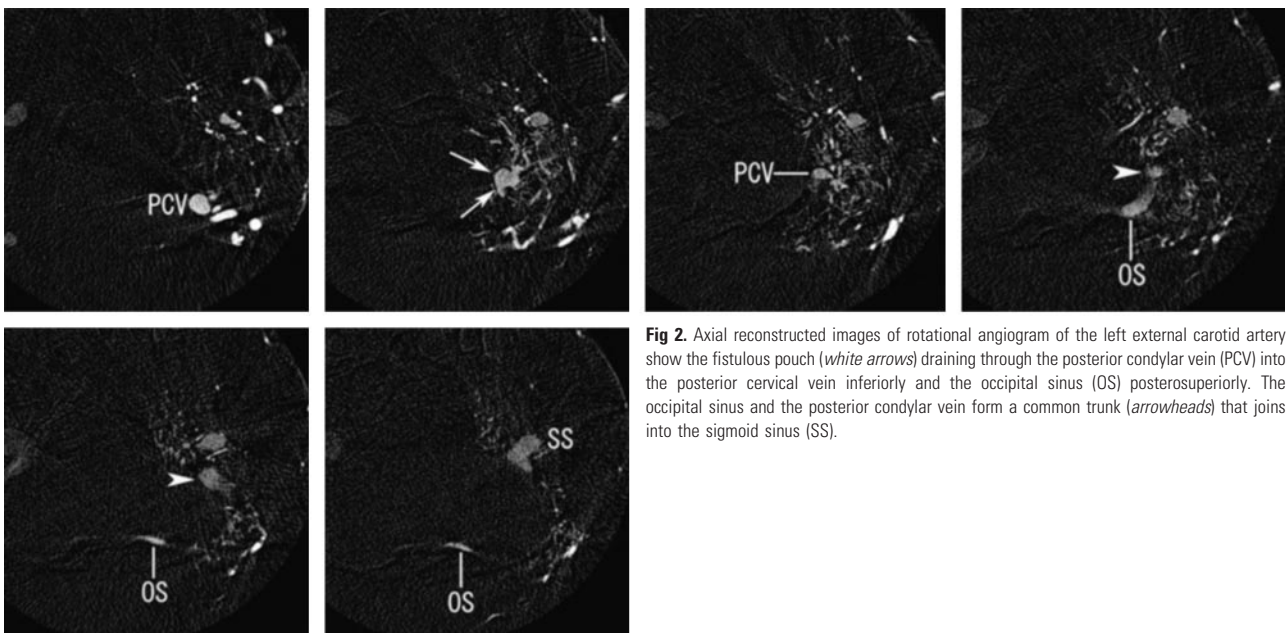 PCV
PCV
OS
Fig 2. Axial reconstructed images of rotational angiogram of the left external carotid artery
show the fistulous pouch (white arrows) draining through the posterior condylar vein (PCV) into
the posterior cervical vein inferiorly and the occipital sinus (OS) posterosuperiorly. The
occipital sinus and the posterior condylar vein form a common trunk (arrowheads) that joins
into the sigmoid sinus (SS).
OS
SS
OS